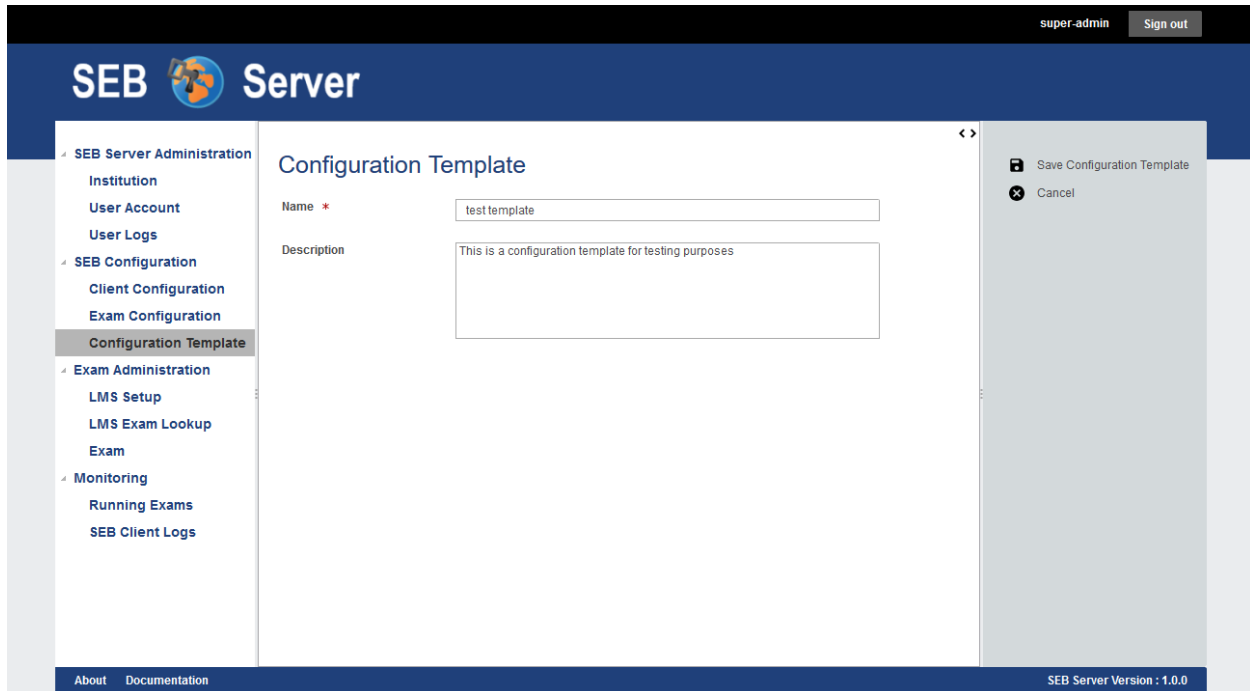 super-admin Sign out
SEB Server
SEB Server Administration
Institution
User Account
User Logs
SEB Configuration
Client Configuration
Exam Configuration
Configuration Template
Exam Administration
LMS Setup
LMS Exam Lookup
Exam
Monitoring
Running Exams
SEB Client Logs
Configuration Template
Name *
test template
Description
This is a configuration template for testing purposes
Save Configuration Template
Cancel
About Documentation
SEB Server Version : 1.0.0